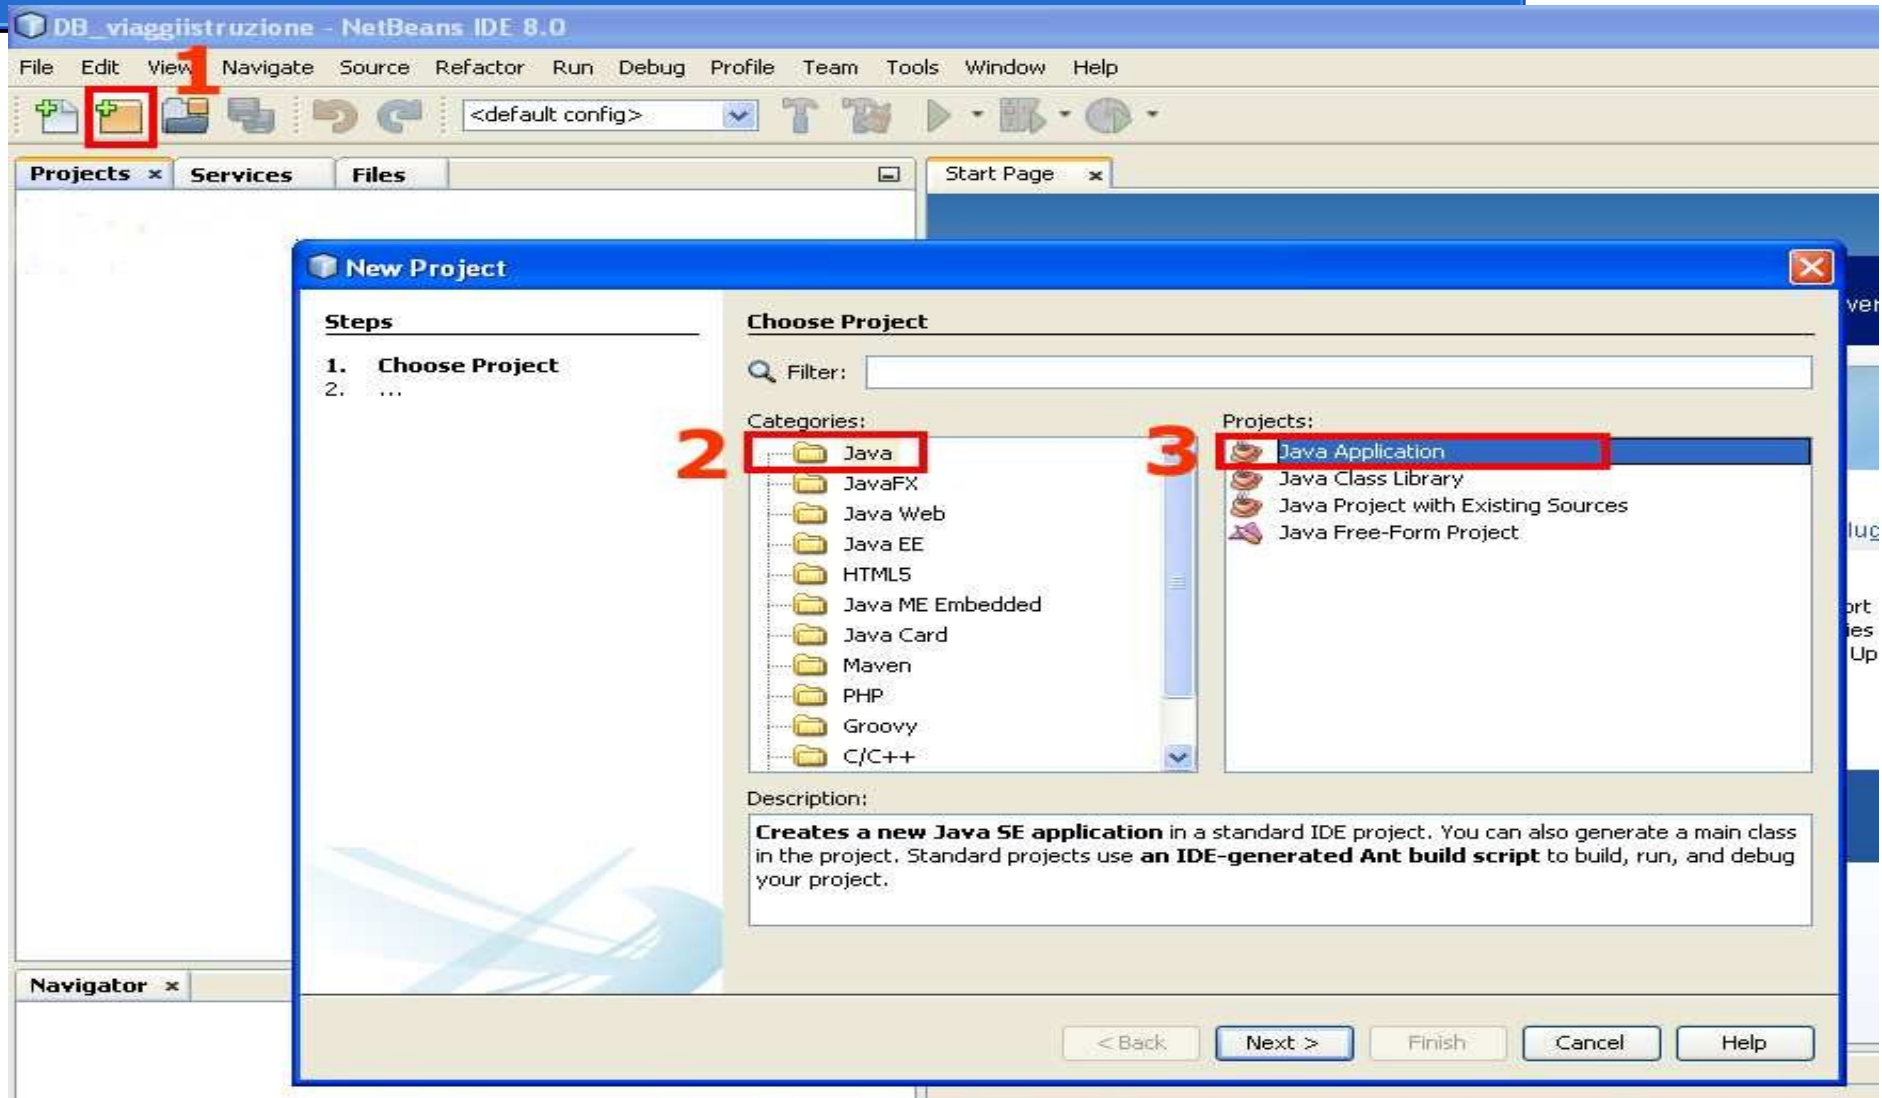 DB_viaggiistruzione - NetBeans IDE 8.0
File Edit View Navigate Source Refactor Run Debug Profile Team Tools Window Help
1
<default config>
Projects Services Files Start Page
New Project
Steps
1. Choose Project
2. ...
Choose Project
Filter:
Categories:
2
Java
JavaFX
Java Web
Java EE
HTML5
Java ME Embedded
Java Card
Maven
PHP
Groovy
C/C++
Projects:
3
Java Application
Java Class Library
Java Project with Existing Sources
Java Free-Form Project
Description:
Creates a new Java SE application in a standard IDE project. You can also generate a main class
in the project. Standard projects use an IDE-generated Ant build script to build, run, and debug
your project.
< Back Next > Finish Cancel Help
Navigator
Up